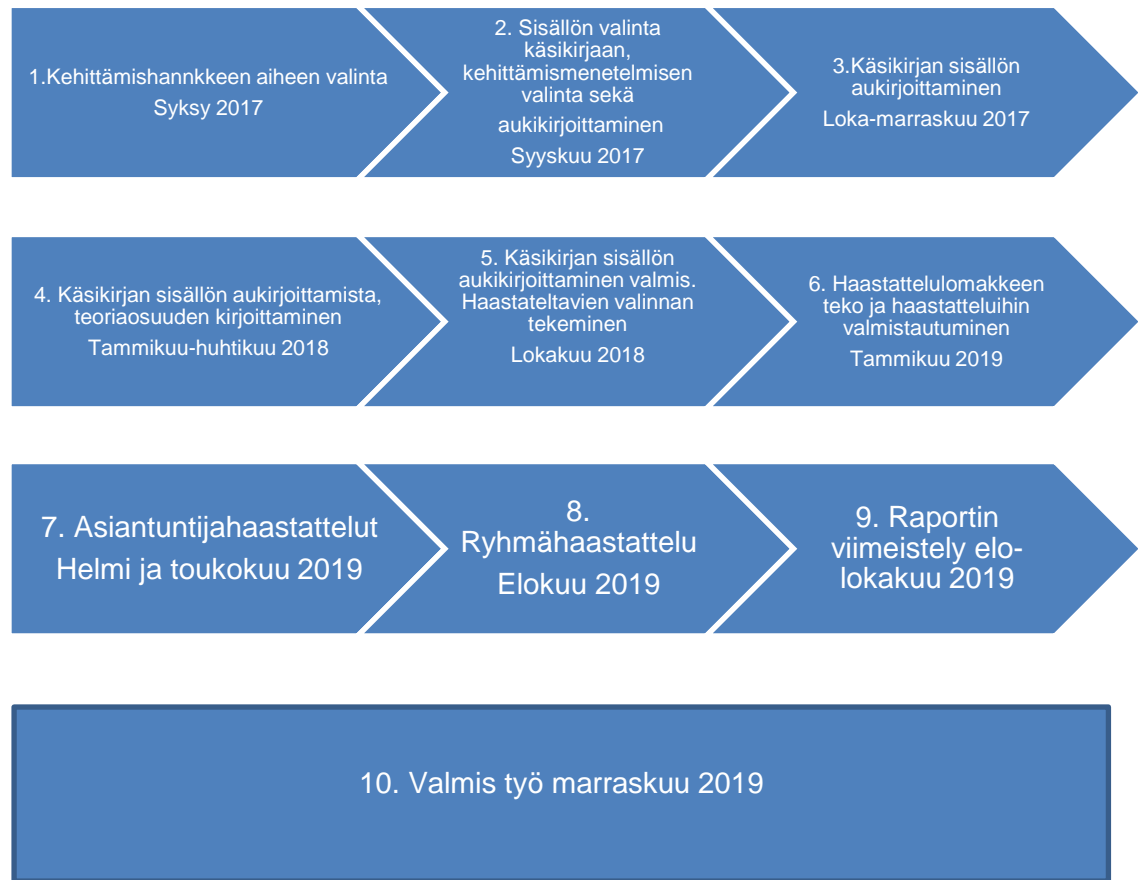 1.Kehittämishannkkeen aiheen valinta
Syksy 2017
2. Sisällön valinta
käsikirjaan,
kehittämismenetelmisen
valinta sekä
aukikirjoittaminen
Syyskuu 2017
3.Käsikirjan sisällön
aukirjoittaminen
Loka-marraskuu 2017
4. Käsikirjan sisällön aukirjoittamista,
teoriaosuuden kirjoittaminen
Tammikuu-huhtikuu 2018
5. Käsikirjan sisällön
aukikirjoittaminen valmis.
Haastateltavien valinnan
tekeminen
Lokakuu 2018
6. Haastattelulomakkeen
teko ja haastatteluihin
valmistautuminen
Tammikuu 2019
7. Asiantuntijahaastattelut
Helmi ja toukokuu 2019
8.
Ryhmähaastattelu
Elokuu 2019
9. Raportin
viimeistely elo-
lokakuu 2019
10. Valmis työ marraskuu 2019